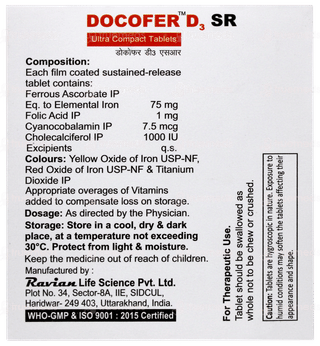 DOCOFER™D3 SR
Ultra Compact Tablets
डोकोफर डी३ एसआर
Composition:
Each film coated sustained-release
tablet contains:
Ferrous Ascorbate IP
Eq. to Elemental Iron 75 mg
Folic Acid IP 1 mg
Cyanocobalamin IP 7.5 mcg
Cholecalciferol IP 1000 IU
Excipients q.s.
Colours: Yellow Oxide of Iron USP-NF,
Red Oxide of Iron USP-NF & Titanium
Dioxide IP
Appropriate overages of Vitamins
added to compensate loss on storage.
Dosage: As directed by the Physician.
Storage: Store in a cool, dry & dark
place, at a temperature not exceeding
30°C. Protect from light & moisture.
Keep the medicine out of reach of children.
Manufactured by :
Ravian Life Science Pvt. Ltd.
Plot No. 34, Sector-8A, IIE, SIDCUL,
Haridwar- 249 403, Uttarakhand, India.
WHO-GMP & ISO 9001 : 2015 Certified
For Therapeutic Use.
Tablet should be swallowed as
whole not to be chew or crushed.
Caution: Tablets are hygroscopic in nature. Exposure to
humid conditions may soften the tablets affecting their
appearance and shape.